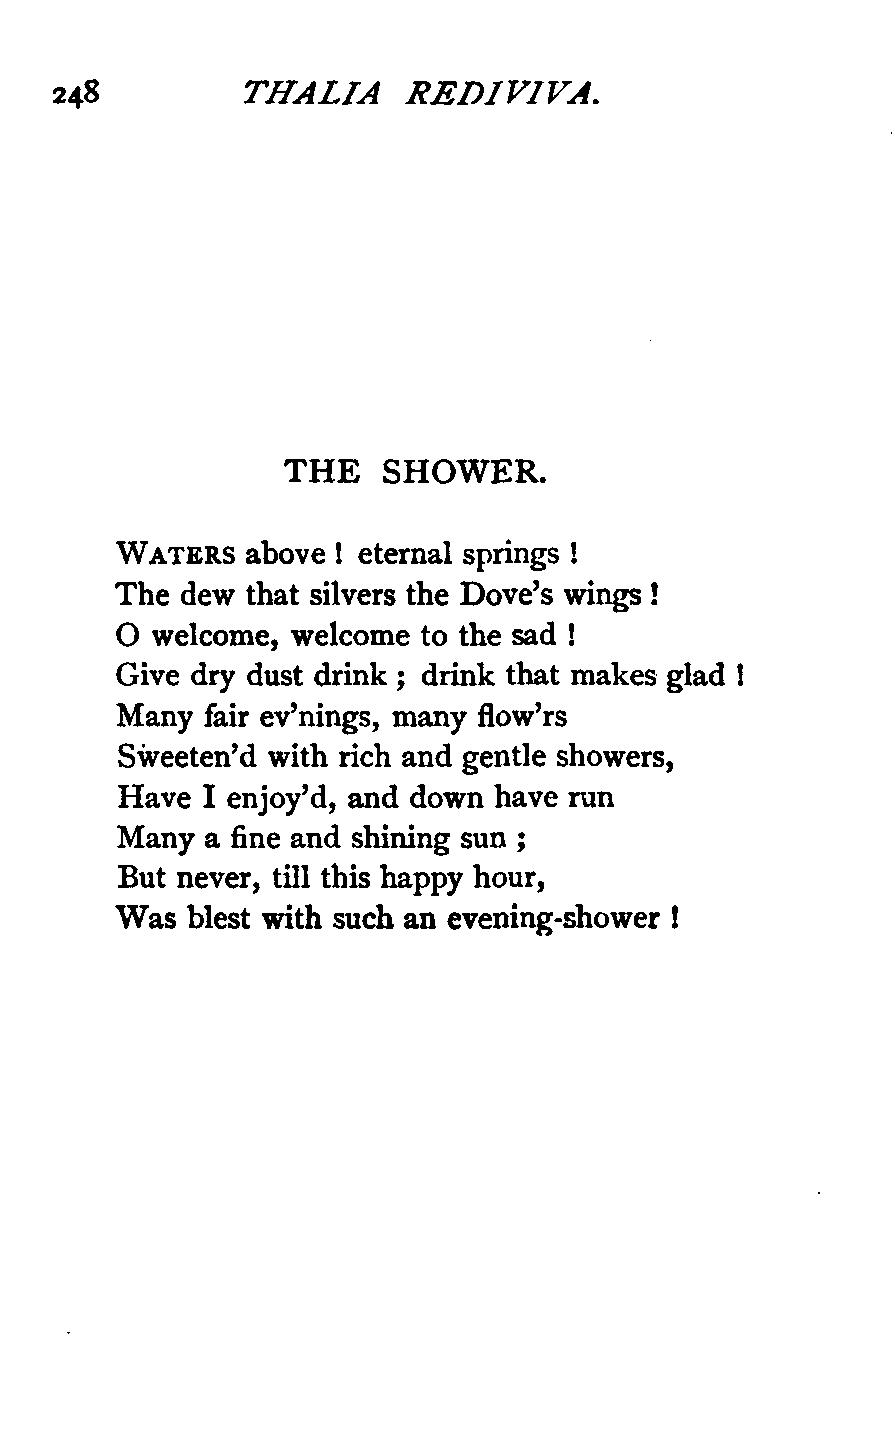 248 THALIA REDIVIVA.
THE SHOWER.
WATERS above ! eternal springs !
The dew that silvers the Dove's wings !
O welcome, welcome to the sad !
Give dry dust drink ; drink that makes glad !
Many fair ev'nings, many flow'rs
Sweeten'd with rich and gentle showers,
Have I enjoy'd, and down have run
Many a fine and shining sun ;
But never, till this happy hour,
Was blest with such an evening-shower !